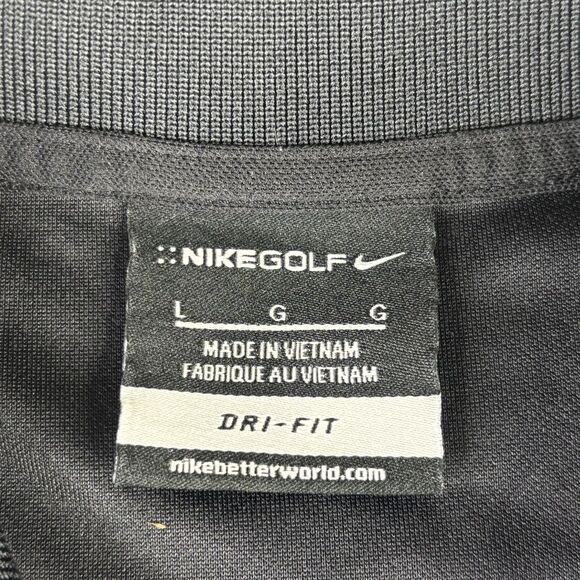 NIKEGOLF
L G G
MADE IN VIETNAM
FABRIQUE AU VIETNAM
DRI-FIT
nikebetterworld.com